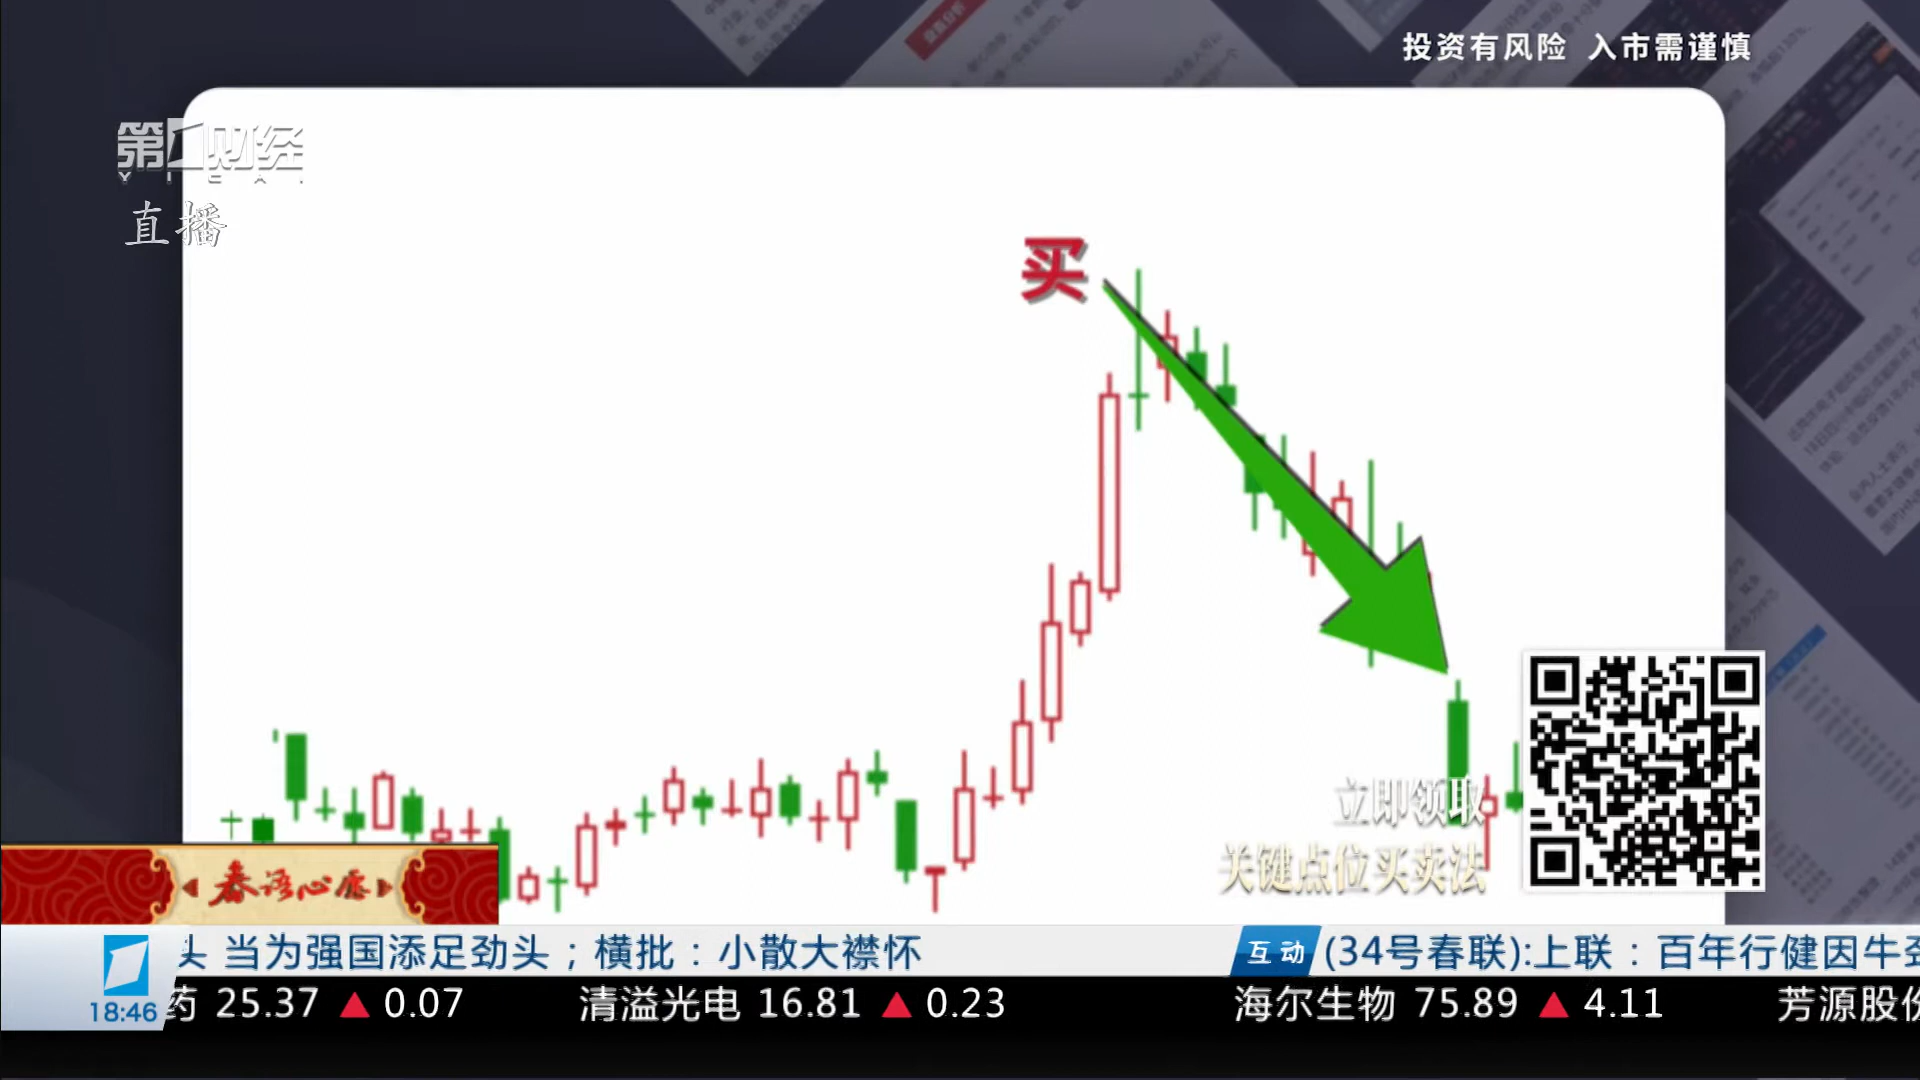 投资有风险 入市需谨慎
第一财经
YICAI
直播
买
立即领取
关键点位买卖法
春语心愿
头 当为强国添足劲头；横批：小散大襟怀
互动 (34号春联):上联：百年行健因牛劲
18:46
药 25.37 ▲ 0.07 清溢光电 16.81 ▲ 0.23 海尔生物 75.89 ▲ 4.11 芳源股份